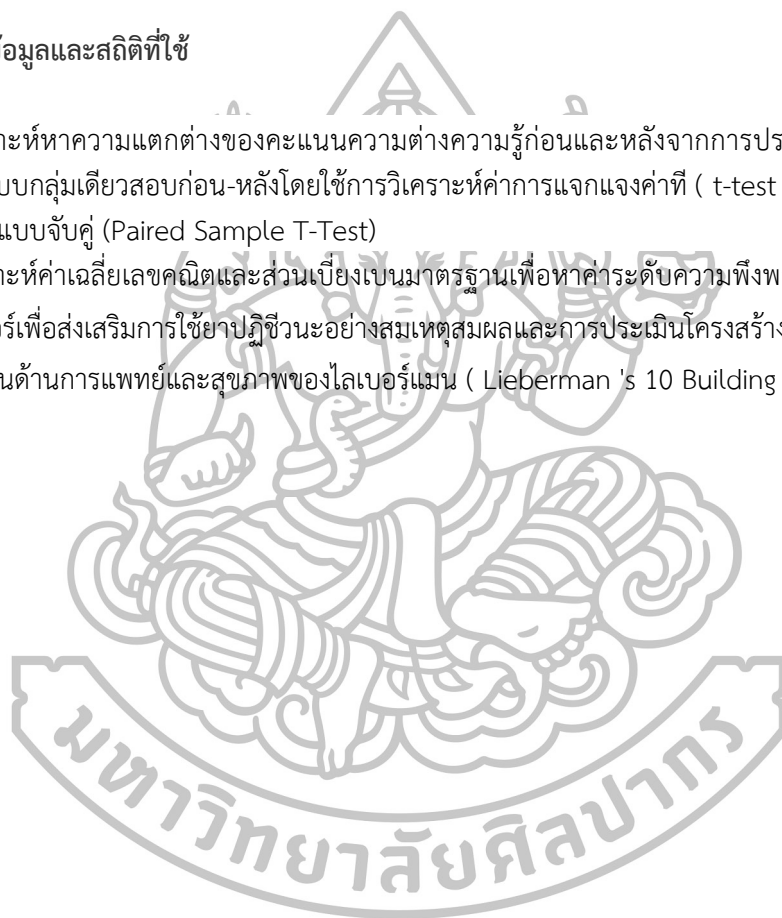 ข้อมูลและสถิติที่ใช้
าะห์หาความแตกต่างของคะแนนความต่างความรู้ก่อนและหลังจากการประ
บบกลุ่มเดียวสอบก่อน-หลังโดยใช้การวิเคราะห์ค่าการแจกแจงค่าที ( t-test
แบบจับคู่ (Paired Sample T-Test)
าะห์ค่าเฉลี่ยเลขคณิตและส่วนเบี่ยงเบนมาตรฐานเพื่อหาค่าระดับความพึงพ
อร์เพื่อส่งเสริมการใช้ยาปฏิชีวนะอย่างสมเหตุสมผลและการประเมินโครงสร้าง
นด้านการแพทย์และสุขภาพของไลเบอร์แมน ( Lieberman 's 10 Building
มหาวิทยาลัยศิลปากร